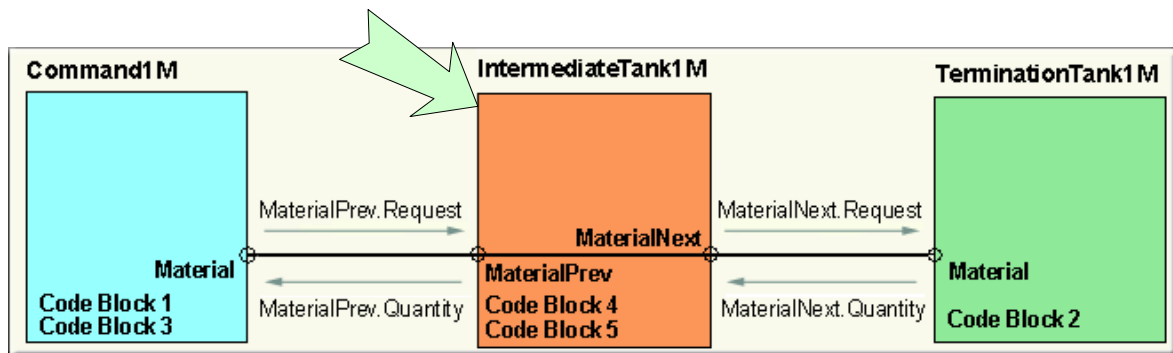 Command1M
IntermediateTank1M
TerminationTank1M
MaterialPrev.Request
MaterialNext.Request
MaterialNext
Material
MaterialPrev
Material
Code Block 1
Code Block 3
MaterialPrev.Quantity
Code Block 4
Code Block 5
MaterialNext.Quantity
Code Block 2